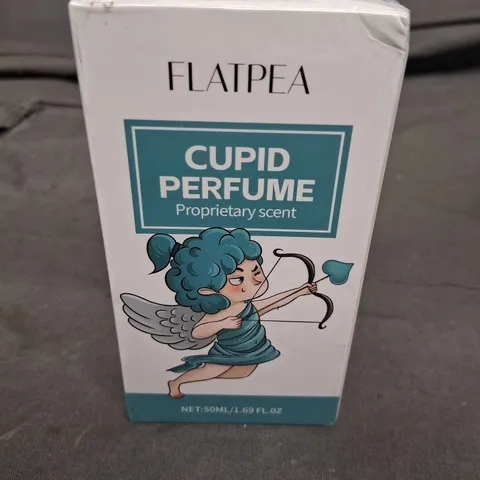 FLATPEA
CUPID
PERFUME
Proprietary scent
NET:50ML/1.69 FL.OZ